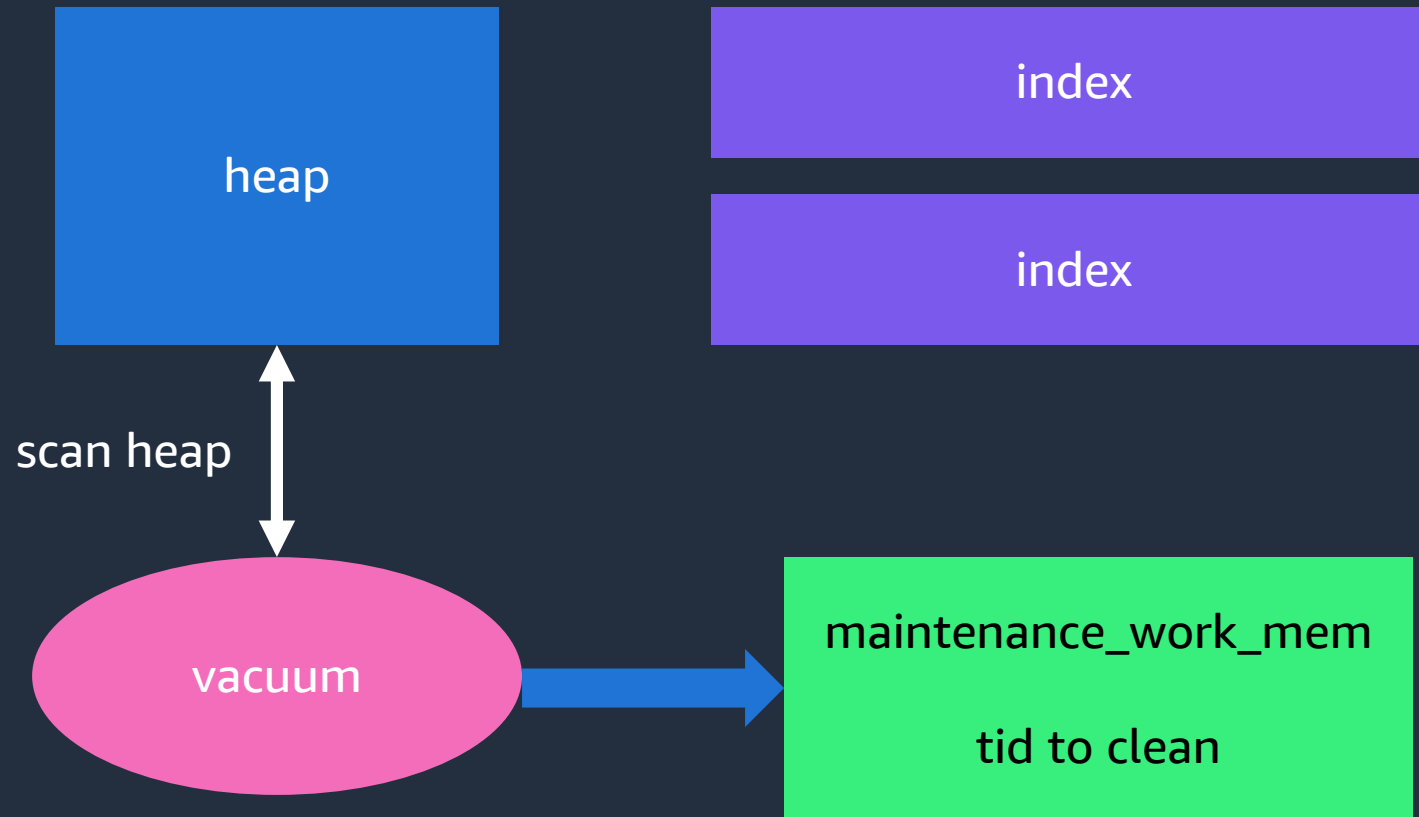 heap
index
index
scan heap
vacuum
maintenance_work_mem
tid to clean